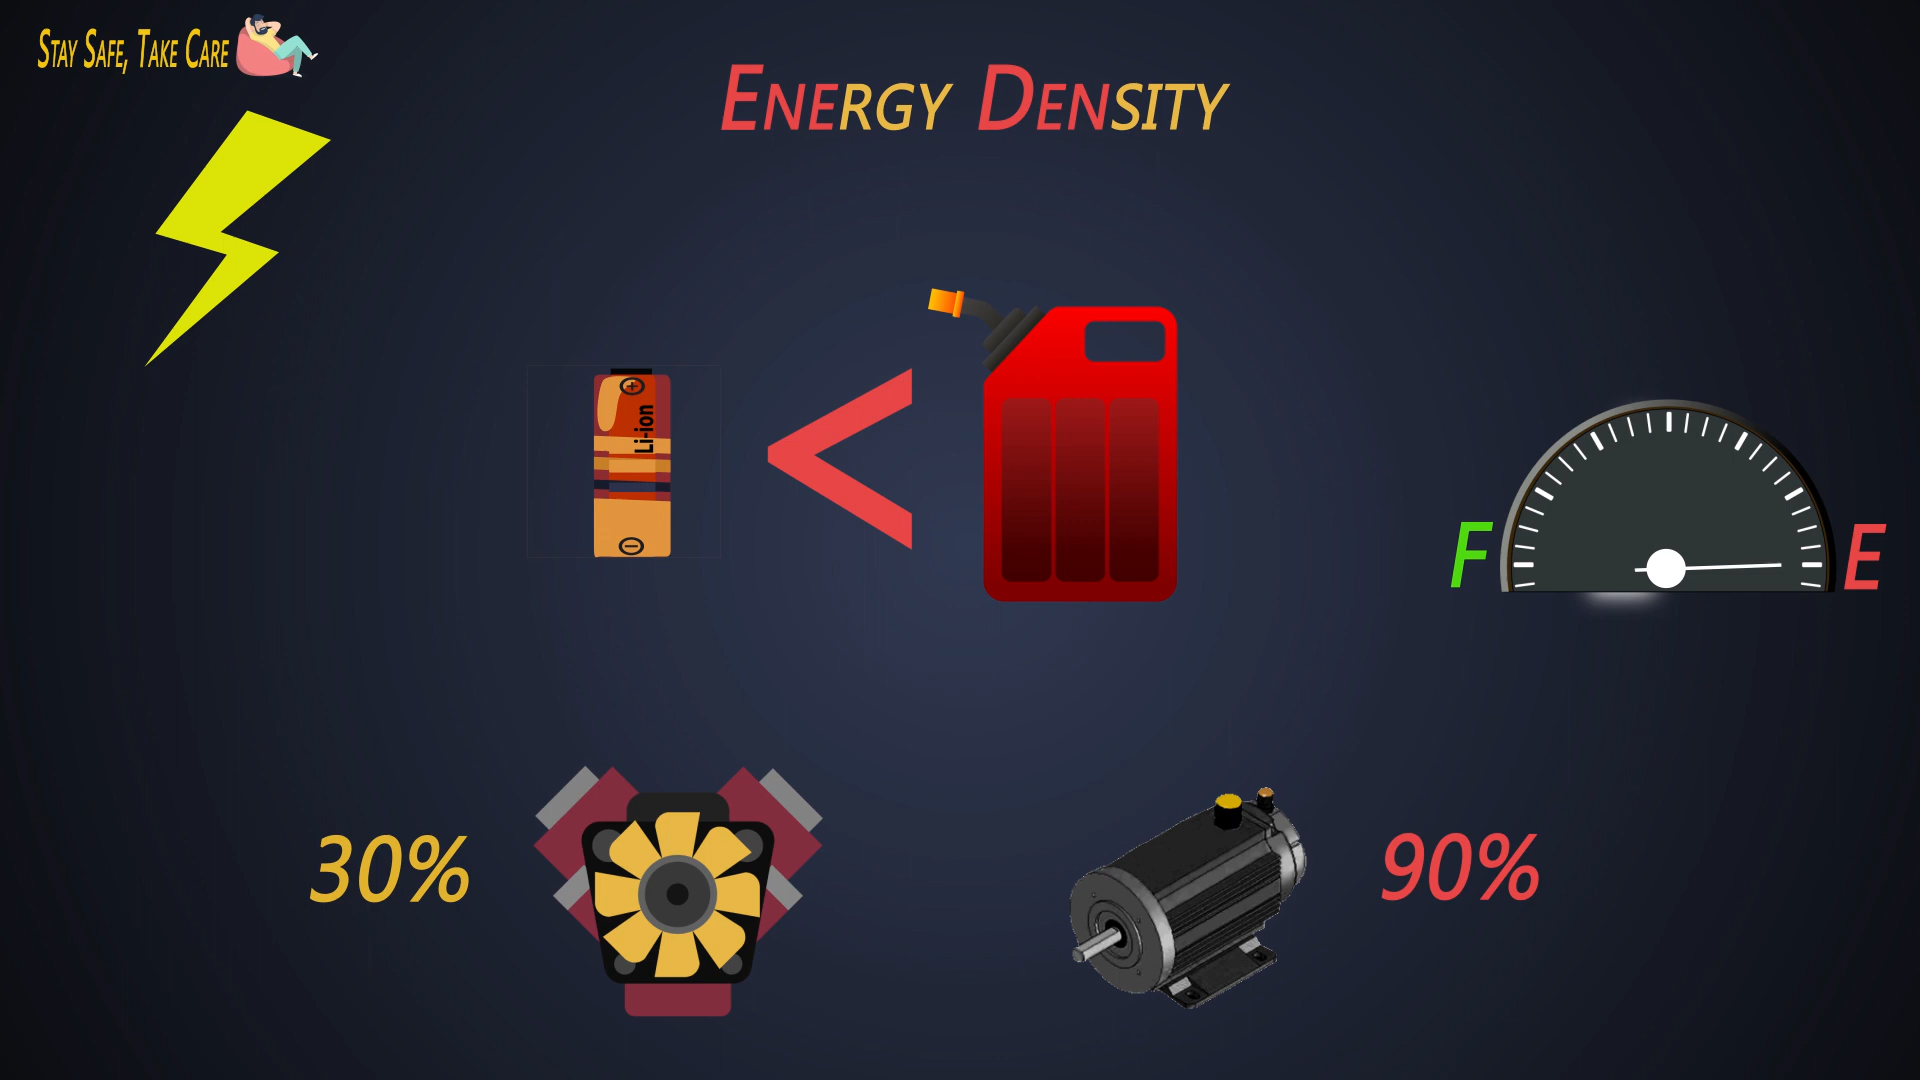 Stay Safe, Take Care
Energy Density
Li-ion
<
F
E
30%
90%